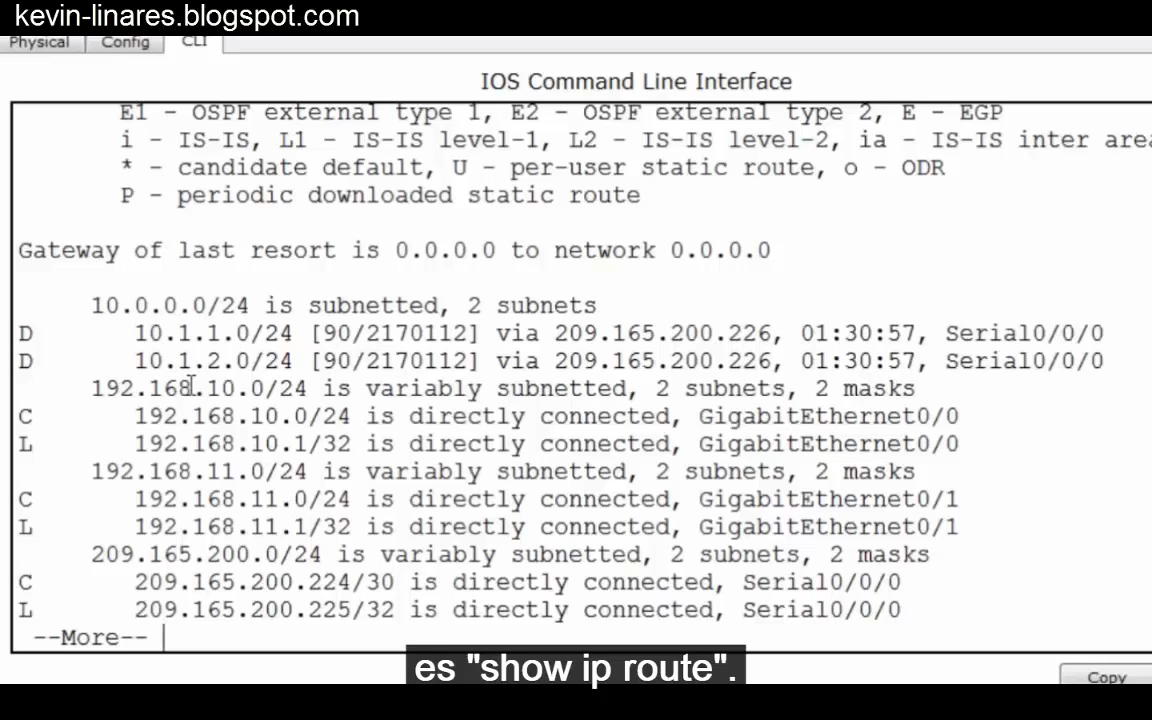 kevin-linares.blogspot.com
Physical Config CLI
IOS Command Line Interface
E1 - OSPF external type 1, E2 - OSPF external type 2, E - EGP
i - IS-IS, L1 - IS-IS level-1, L2 - IS-IS level-2, ia - IS-IS inter area
* - candidate default, U - per-user static route, o - ODR
P - periodic downloaded static route
Gateway of last resort is 0.0.0.0 to network 0.0.0.0
10.0.0.0/24 is subnetted, 2 subnets
D 10.1.1.0/24 [90/2170112] via 209.165.200.226, 01:30:57, Serial0/0/0
D 10.1.2.0/24 [90/2170112] via 209.165.200.226, 01:30:57, Serial0/0/0
192.168.10.0/24 is variably subnetted, 2 subnets, 2 masks
C 192.168.10.0/24 is directly connected, GigabitEthernet0/0
L 192.168.10.1/32 is directly connected, GigabitEthernet0/0
192.168.11.0/24 is variably subnetted, 2 subnets, 2 masks
C 192.168.11.0/24 is directly connected, GigabitEthernet0/1
L 192.168.11.1/32 is directly connected, GigabitEthernet0/1
209.165.200.0/24 is variably subnetted, 2 subnets, 2 masks
C 209.165.200.224/30 is directly connected, Serial0/0/0
L 209.165.200.225/32 is directly connected, Serial0/0/0
--More--
es "show ip route".
Copy